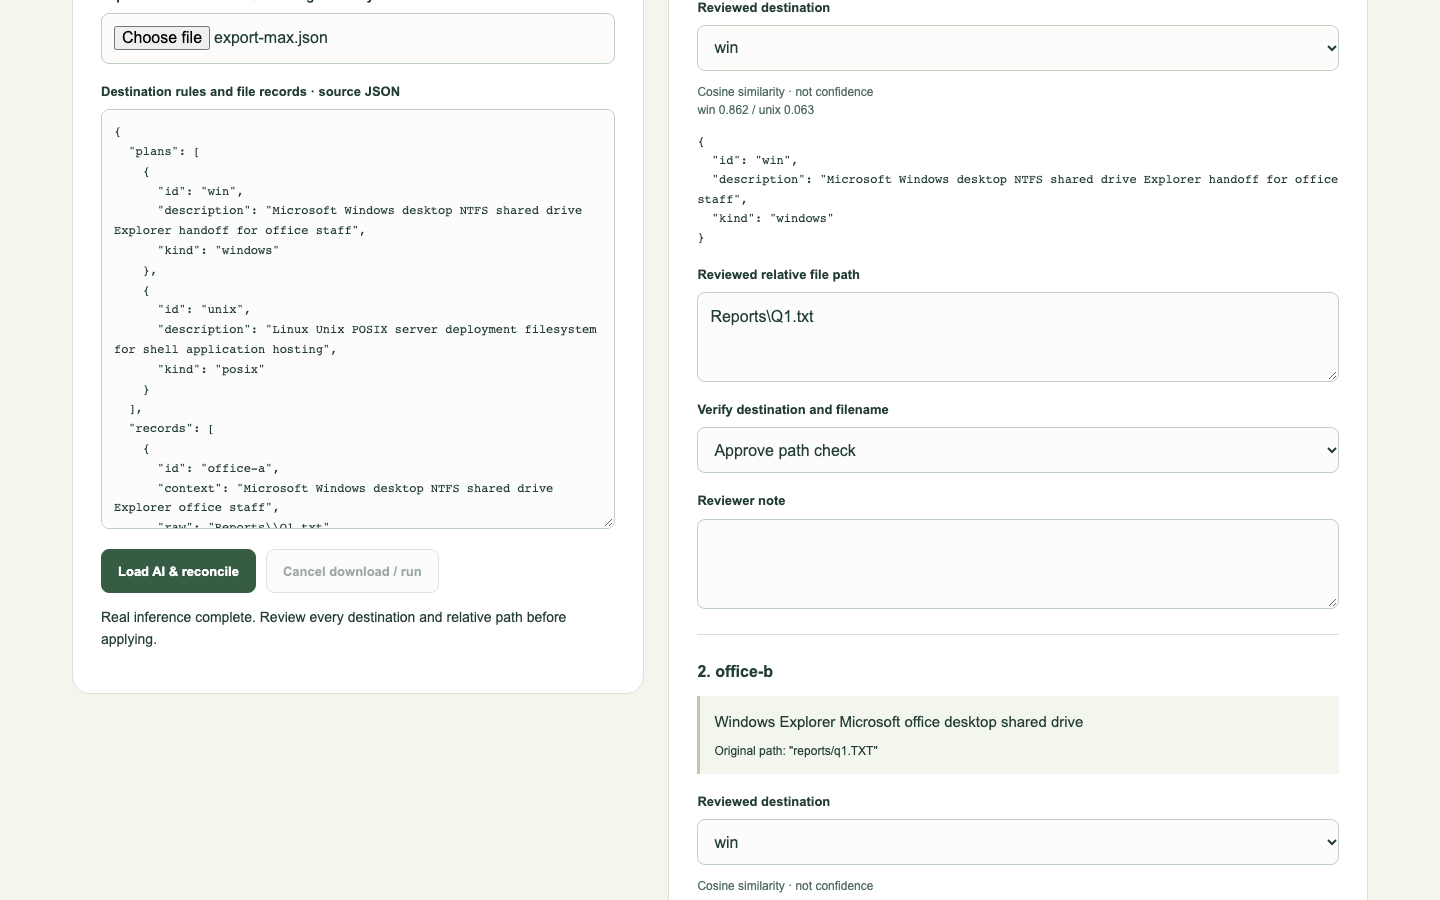 Choose file export-max.json
Destination rules and file records · source JSON
{
  "plans": [
    {
      "id": "win",
      "description": "Microsoft Windows desktop NTFS shared drive
Explorer handoff for office staff",
      "kind": "windows"
    },
    {
      "id": "unix",
      "description": "Linux Unix POSIX server deployment filesystem
for shell application hosting",
      "kind": "posix"
    }
  ],
  "records": [
    {
      "id": "office-a",
      "context": "Microsoft Windows desktop NTFS shared drive
Explorer office staff",
      "raw": "Reports\\Q1.txt"
Load AI & reconcile
Cancel download / run
Real inference complete. Review every destination and relative path before
applying.
Reviewed destination
win
Cosine similarity · not confidence
win 0.862 / unix 0.063
{
  "id": "win",
  "description": "Microsoft Windows desktop NTFS shared drive Explorer handoff for office
staff",
  "kind": "windows"
}
Reviewed relative file path
Reports\Q1.txt
Verify destination and filename
Approve path check
Reviewer note
2. office-b
Windows Explorer Microsoft office desktop shared drive
Original path: "reports/q1.TXT"
Reviewed destination
win
Cosine similarity · not confidence